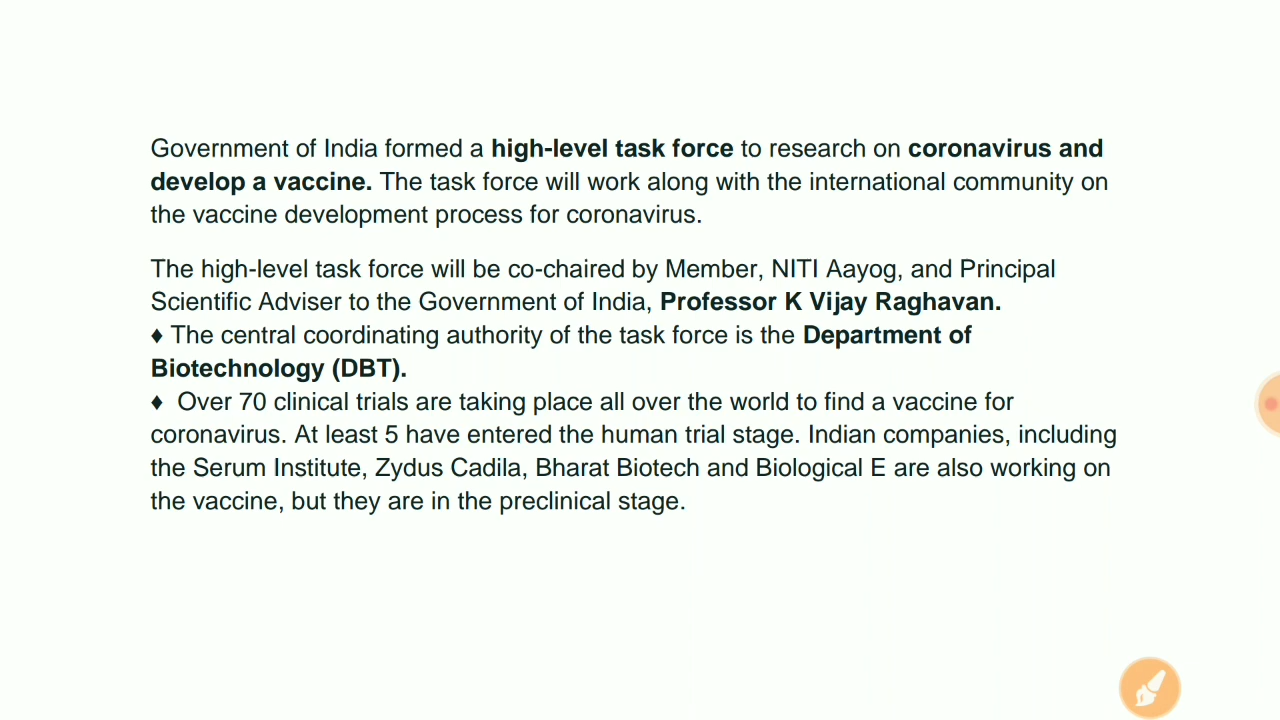 Government of India formed a high-level task force to research on coronavirus and
develop a vaccine. The task force will work along with the international community on
the vaccine development process for coronavirus.
The high-level task force will be co-chaired by Member, NITI Aayog, and Principal
Scientific Adviser to the Government of India, Professor K Vijay Raghavan.
♦ The central coordinating authority of the task force is the Department of
Biotechnology (DBT).
♦ Over 70 clinical trials are taking place all over the world to find a vaccine for
coronavirus. At least 5 have entered the human trial stage. Indian companies, including
the Serum Institute, Zydus Cadila, Bharat Biotech and Biological E are also working on
the vaccine, but they are in the preclinical stage.